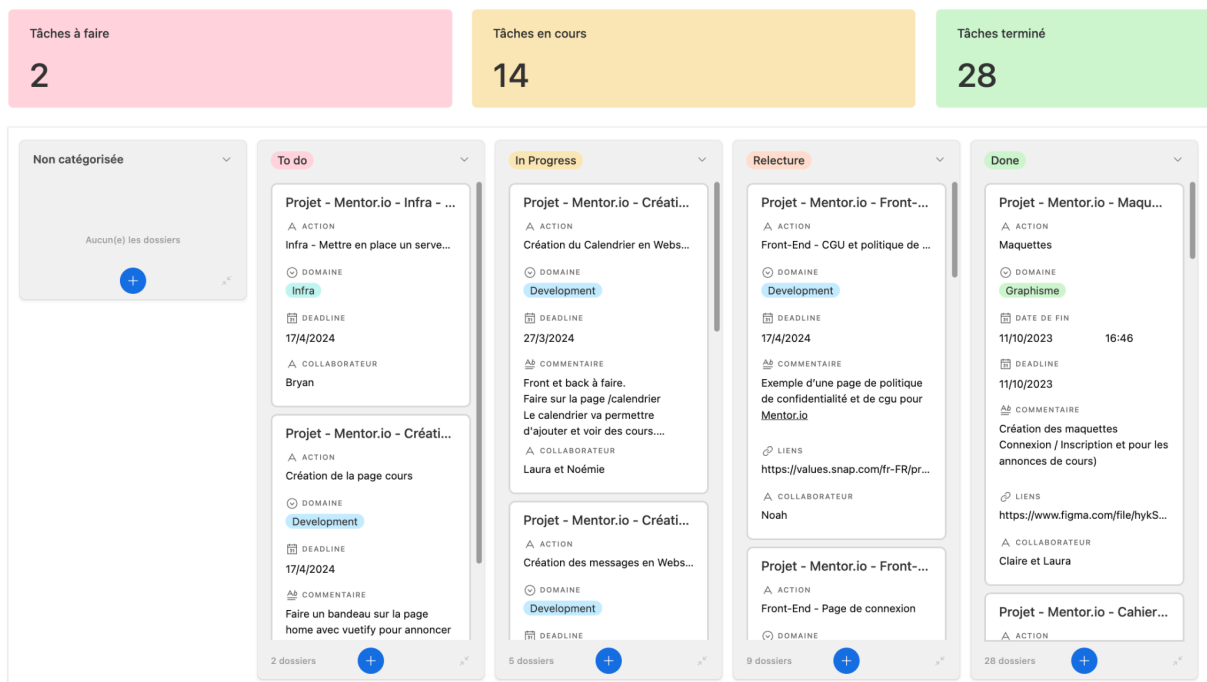 Tâches à faire
2
Tâches en cours
14
Tâches terminé
28
Non catégorisée
Aucun(e) les dossiers
To do
Projet - Mentor.io - Infra - ...
ACTION
Infra - Mettre en place un serve...
DOMAINE
Infra
DEADLINE
17/4/2024
COLLABORATEUR
Bryan
Projet - Mentor.io - Créati...
ACTION
Création de la page cours
DOMAINE
Development
DEADLINE
17/4/2024
COMMENTAIRE
Faire un bandeau sur la page
home avec vuetify pour annoncer
2 dossiers
In Progress
Projet - Mentor.io - Créati...
ACTION
Création du Calendrier en Webs...
DOMAINE
Development
DEADLINE
27/3/2024
COMMENTAIRE
Front et back à faire.
Faire sur la page /calendrier
Le calendrier va permettre
d'ajouter et voir des cours....
COLLABORATEUR
Laura et Noémie
Projet - Mentor.io - Créati...
ACTION
Création des messages en Webs...
DOMAINE
Development
DEADLINE
5 dossiers
Relecture
Projet - Mentor.io - Front-...
ACTION
Front-End - CGU et politique de ...
DOMAINE
Development
DEADLINE
17/4/2024
COMMENTAIRE
Exemple d'une page de politique
de confidentialité et de cgu pour
Mentor.io
LIENS
https://values.snap.com/fr-FR/pr...
COLLABORATEUR
Noah
Projet - Mentor.io - Front-...
ACTION
Front-End - Page de connexion
DOMAINE
9 dossiers
Done
Projet - Mentor.io - Maqu...
ACTION
Maquettes
DOMAINE
Graphisme
DATE DE FIN
11/10/2023 16:46
DEADLINE
11/10/2023
COMMENTAIRE
Création des maquettes
Connexion / Inscription et pour les
annonces de cours)
LIENS
https://www.figma.com/file/hykS...
COLLABORATEUR
Claire et Laura
Projet - Mentor.io - Cahier...
ACTION
28 dossiers